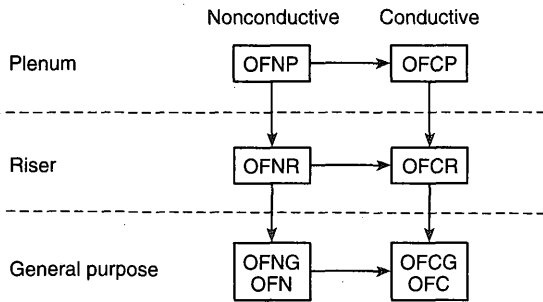 Nonconductive Conductive
Plenum OFNP OFCP
Riser OFNR OFCR
OFNG OFCG
General purpose
OFN OFC